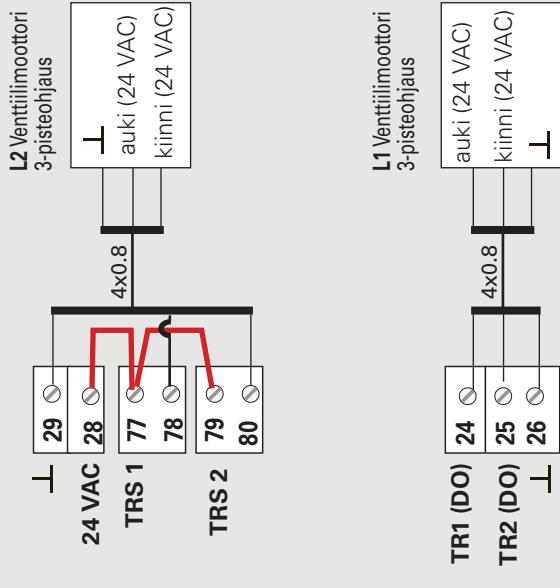 L2 Venttiilimoottori
3-pisteohjaus
auki (24 VAC)
kiinni (24 VAC)
4x0.8
29
24 VAC 28
TRS 1 77
78
TRS 2 79
80
L1 Venttiilimoottori
3-pisteohjaus
auki (24 VAC)
kiinni (24 VAC)
4x0.8
TR1 (DO) 24
TR2 (DO) 25
26